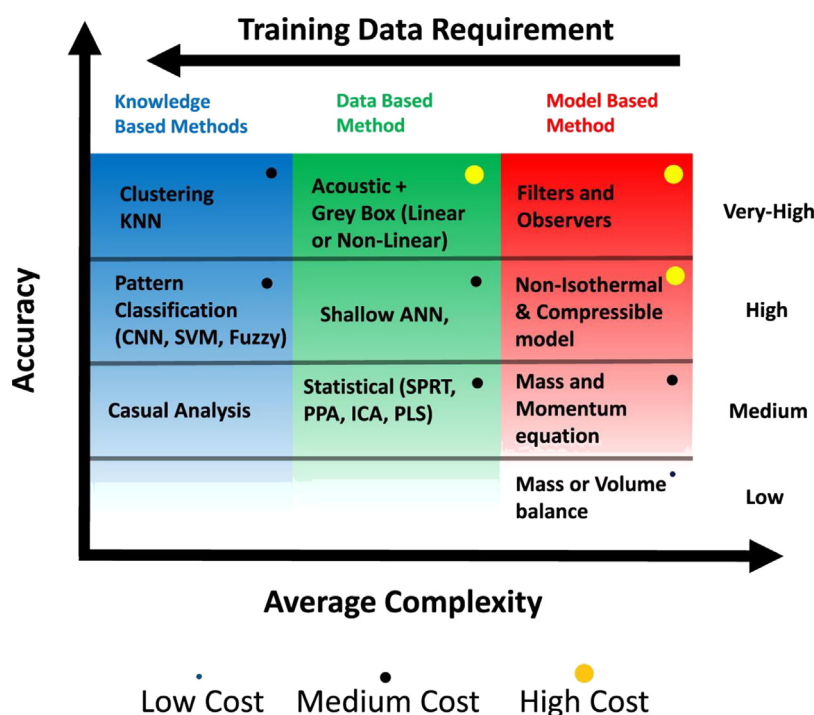 Training Data Requirement
Knowledge
Based Methods
Data Based
Method
Model Based
Method
Accuracy
Clustering
KNN
Acoustic +
Grey Box (Linear
or Non-Linear)
Filters and
Observers
Very-High
Pattern
Classification
(CNN, SVM, Fuzzy)
Shallow ANN,
Non-Isothermal
& Compressible
model
High
Casual Analysis
Statistical (SPRT,
PPA, ICA, PLS)
Mass and
Momentum
equation
Medium
Mass or Volume
balance
Low
Average Complexity
Low Cost
Medium Cost
High Cost